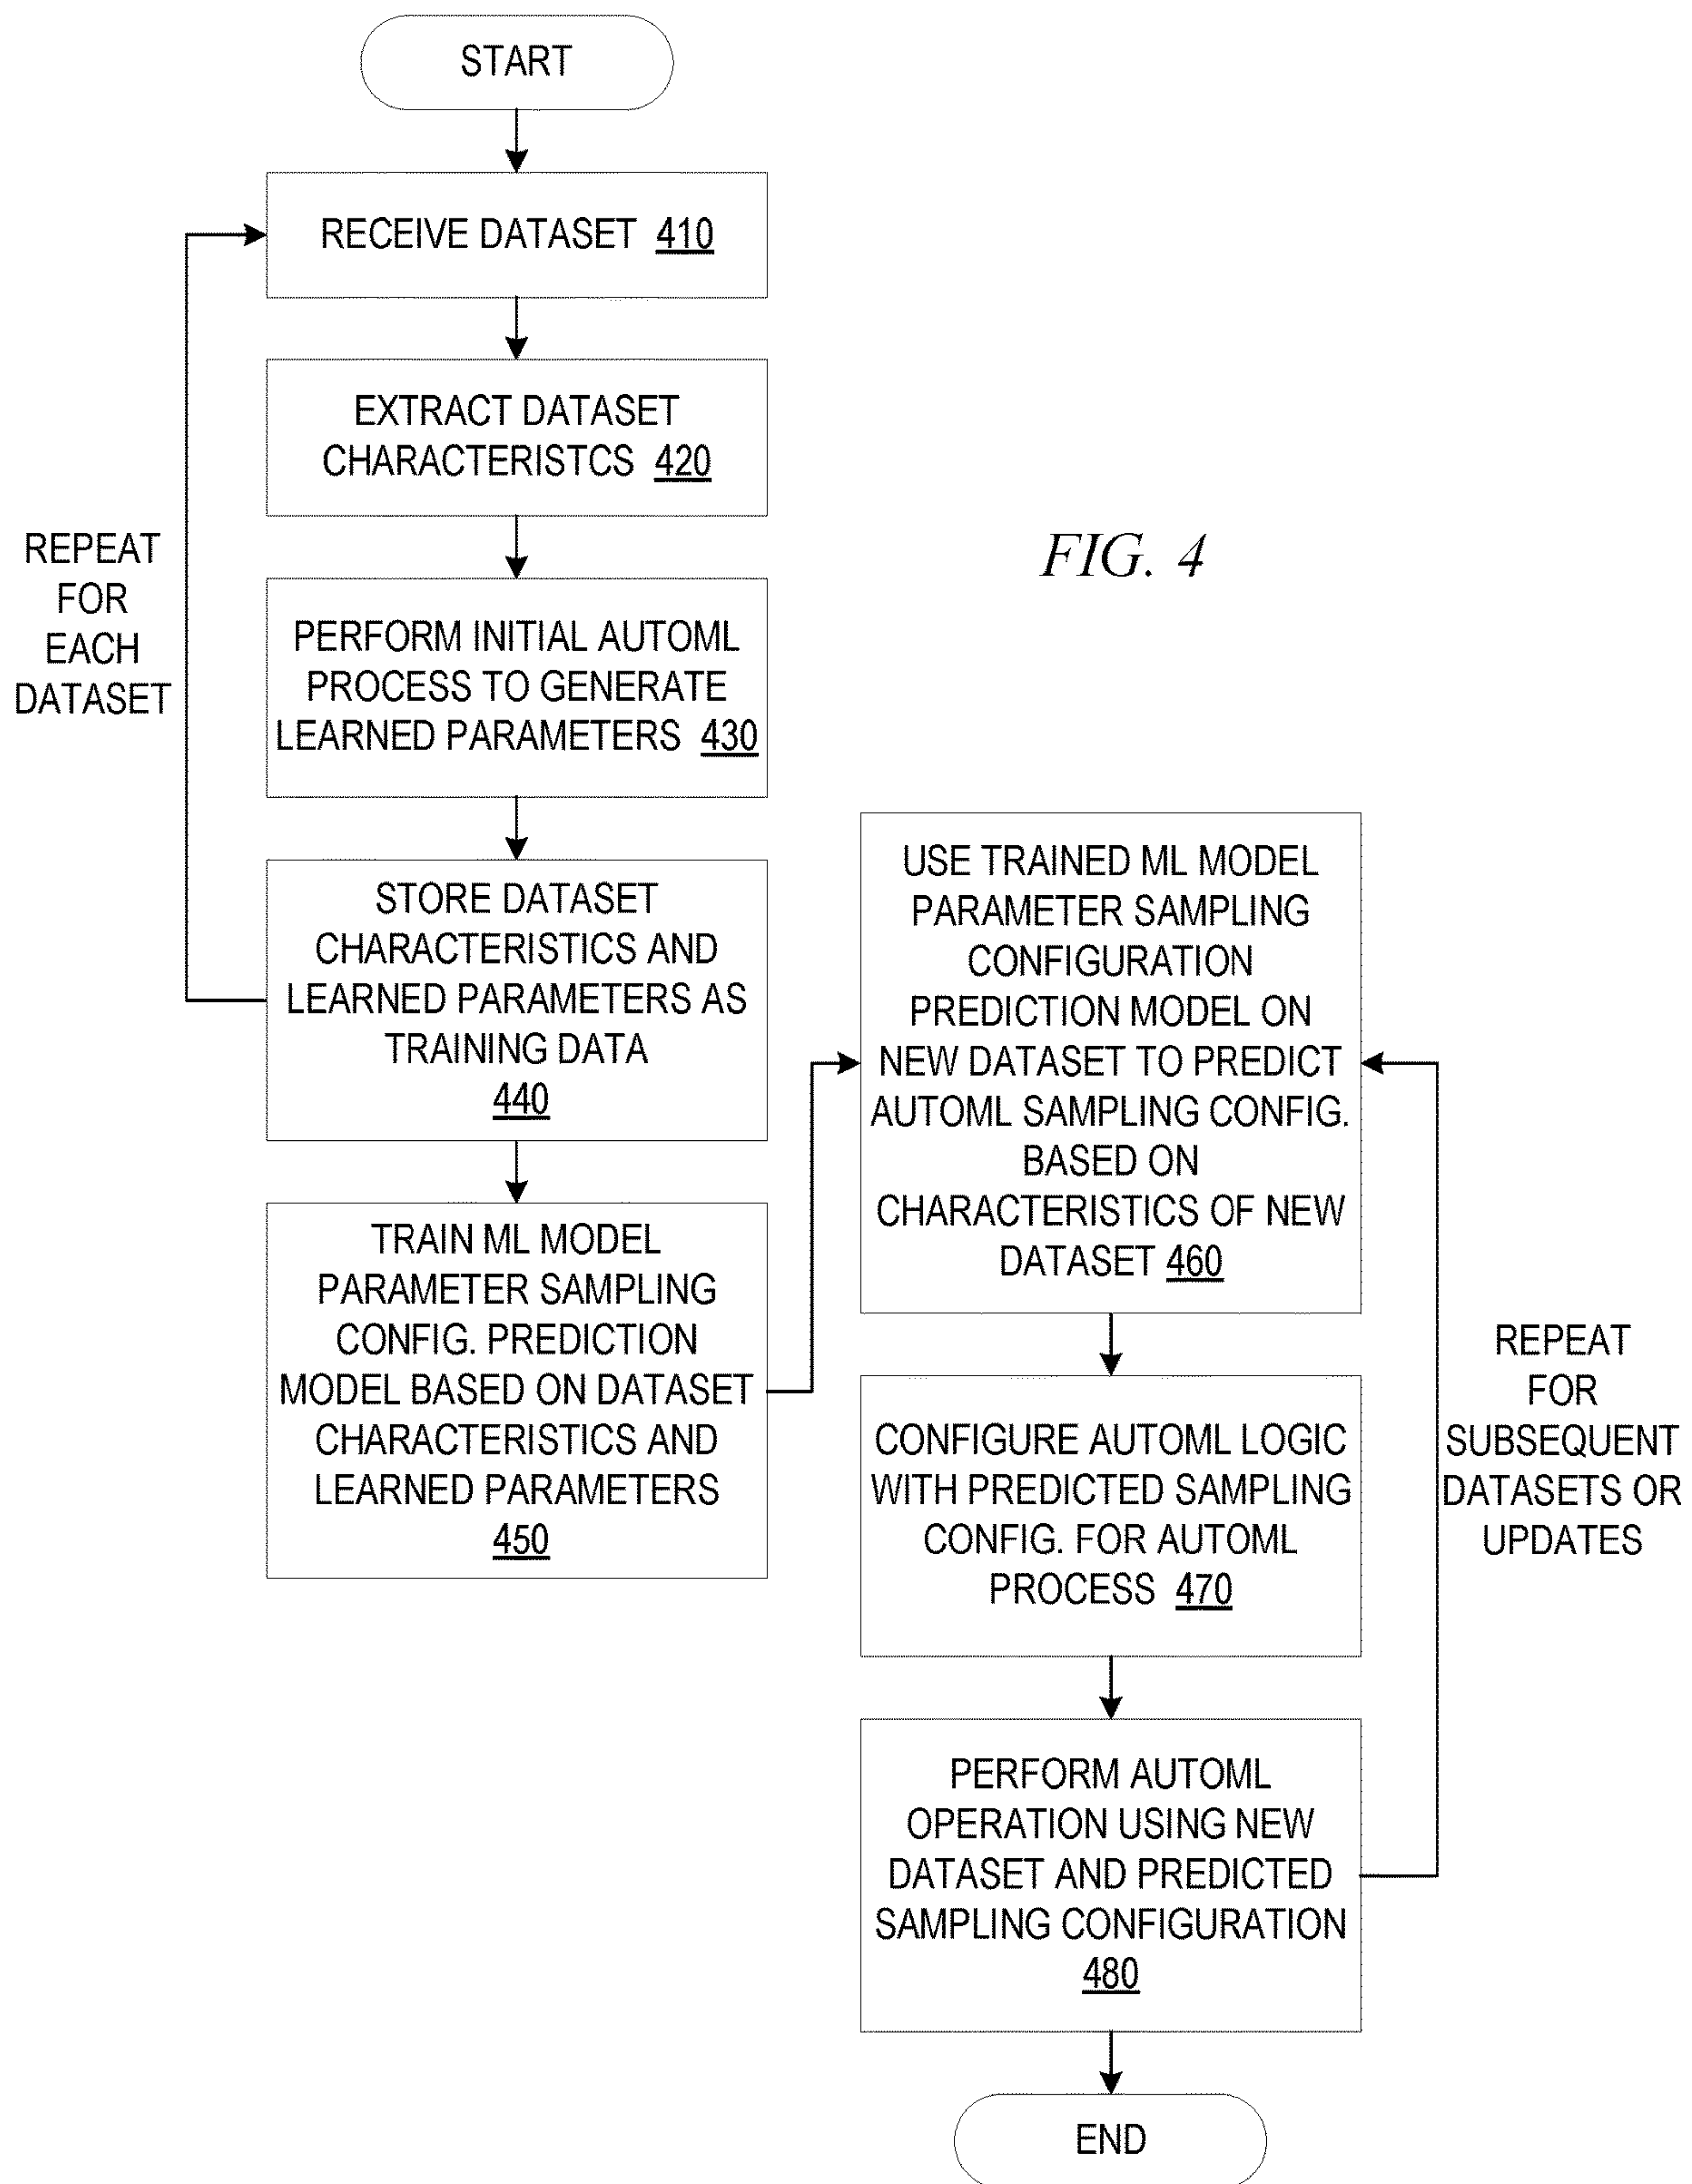 START
RECEIVE DATASET 410
EXTRACT DATASET
CHARACTERISTCS 420
PERFORM INITIAL AUTOML
PROCESS TO GENERATE
LEARNED PARAMETERS 430
STORE DATASET
CHARACTERISTICS AND
LEARNED PARAMETERS AS
TRAINING DATA
440
REPEAT
FOR
EACH
DATASET
TRAIN ML MODEL
PARAMETER SAMPLING
CONFIG. PREDICTION
MODEL BASED ON DATASET
CHARACTERISTICS AND
LEARNED PARAMETERS
450
FIG. 4
USE TRAINED ML MODEL
PARAMETER SAMPLING
CONFIGURATION
PREDICTION MODEL ON
NEW DATASET TO PREDICT
AUTOML SAMPLING CONFIG.
BASED ON
CHARACTERISTICS OF NEW
DATASET 460
CONFIGURE AUTOML LOGIC
WITH PREDICTED SAMPLING
CONFIG. FOR AUTOML
PROCESS 470
PERFORM AUTOML
OPERATION USING NEW
DATASET AND PREDICTED
SAMPLING CONFIGURATION
480
REPEAT
FOR
SUBSEQUENT
DATASETS OR
UPDATES
END